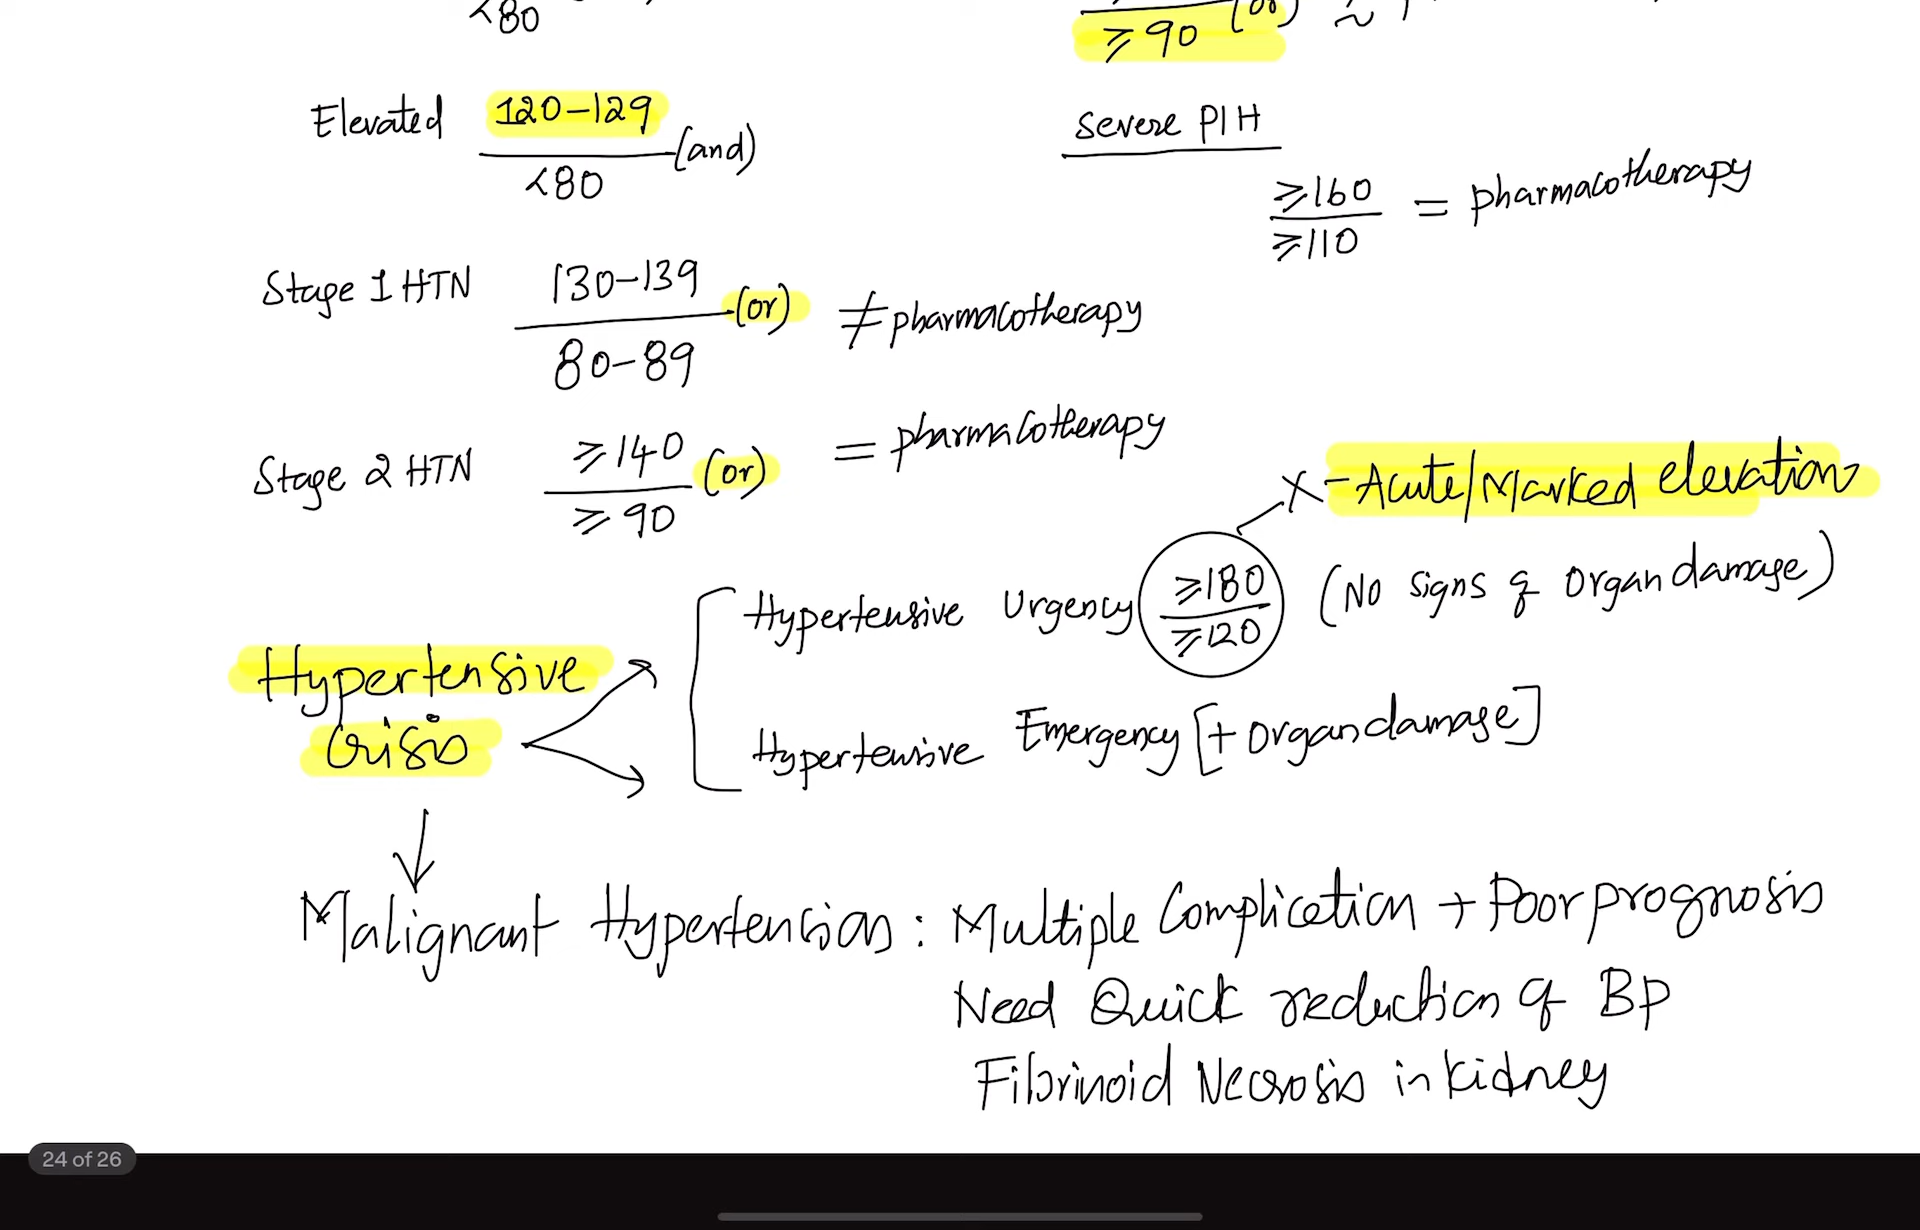 <80
≥90 (or) ~
Elevated 120-129 (and)
<80
severe PIH
≥160 = pharmacotherapy
≥110
Stage 1 HTN 130-139 (or) ≠ pharmacotherapy
80-89
Stage 2 HTN ≥140 (or) = pharmacotherapy
≥90
X-Acute/Marked elevation
Hypertensive Urgency ≥180 (No signs of organ damage)
≥120
Hypertensive
Crisis
Hypertensive Emergency [+ organ damage]
Malignant Hypertension: Multiple Complication + Poor prognosis
Need Quick reduction of BP
Fibrinoid Necrosis in kidney
24 of 26